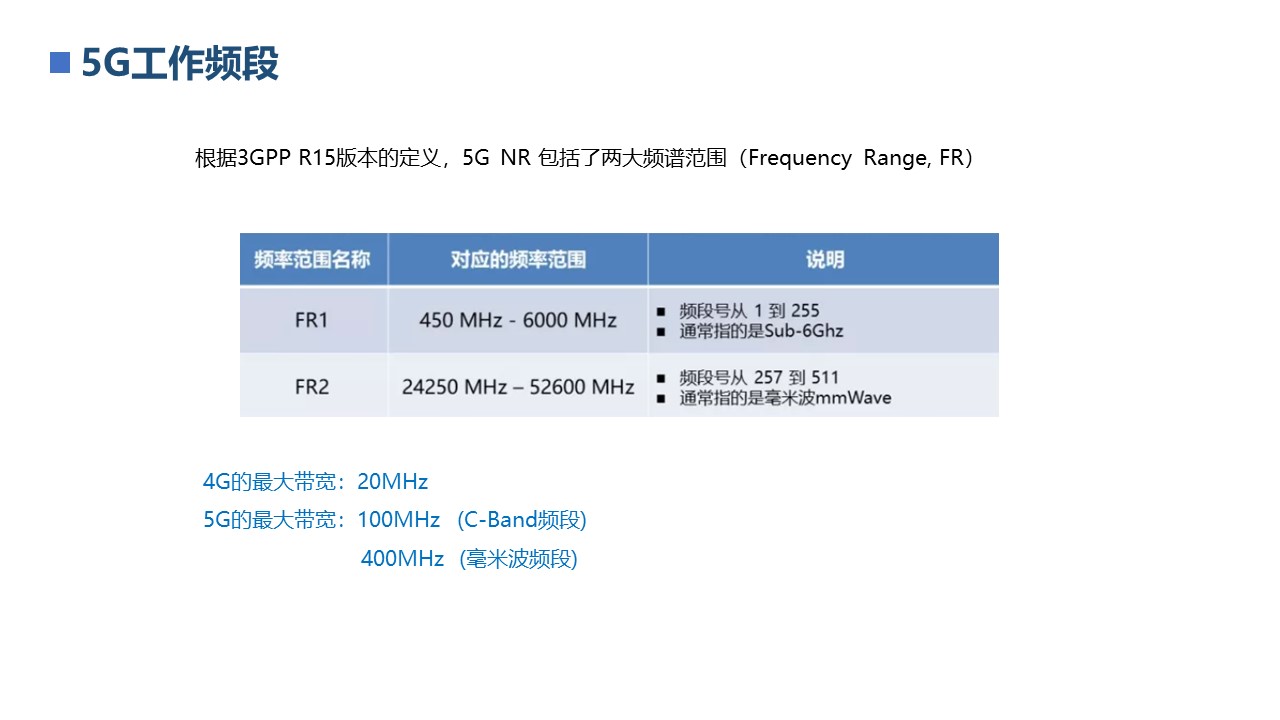 5G工作频段
根据3GPP R15版本的定义，5G NR 包括了两大频谱范围（Frequency Range, FR）
频率范围名称 对应的频率范围 说明
FR1 450 MHz - 6000 MHz
■ 频段号从 1 到 255
■ 通常指的是Sub-6Ghz
FR2 24250 MHz – 52600 MHz
■ 频段号从 257 到 511
■ 通常指的是毫米波mmWave
4G的最大带宽：20MHz
5G的最大带宽：100MHz (C-Band频段)
400MHz (毫米波频段)